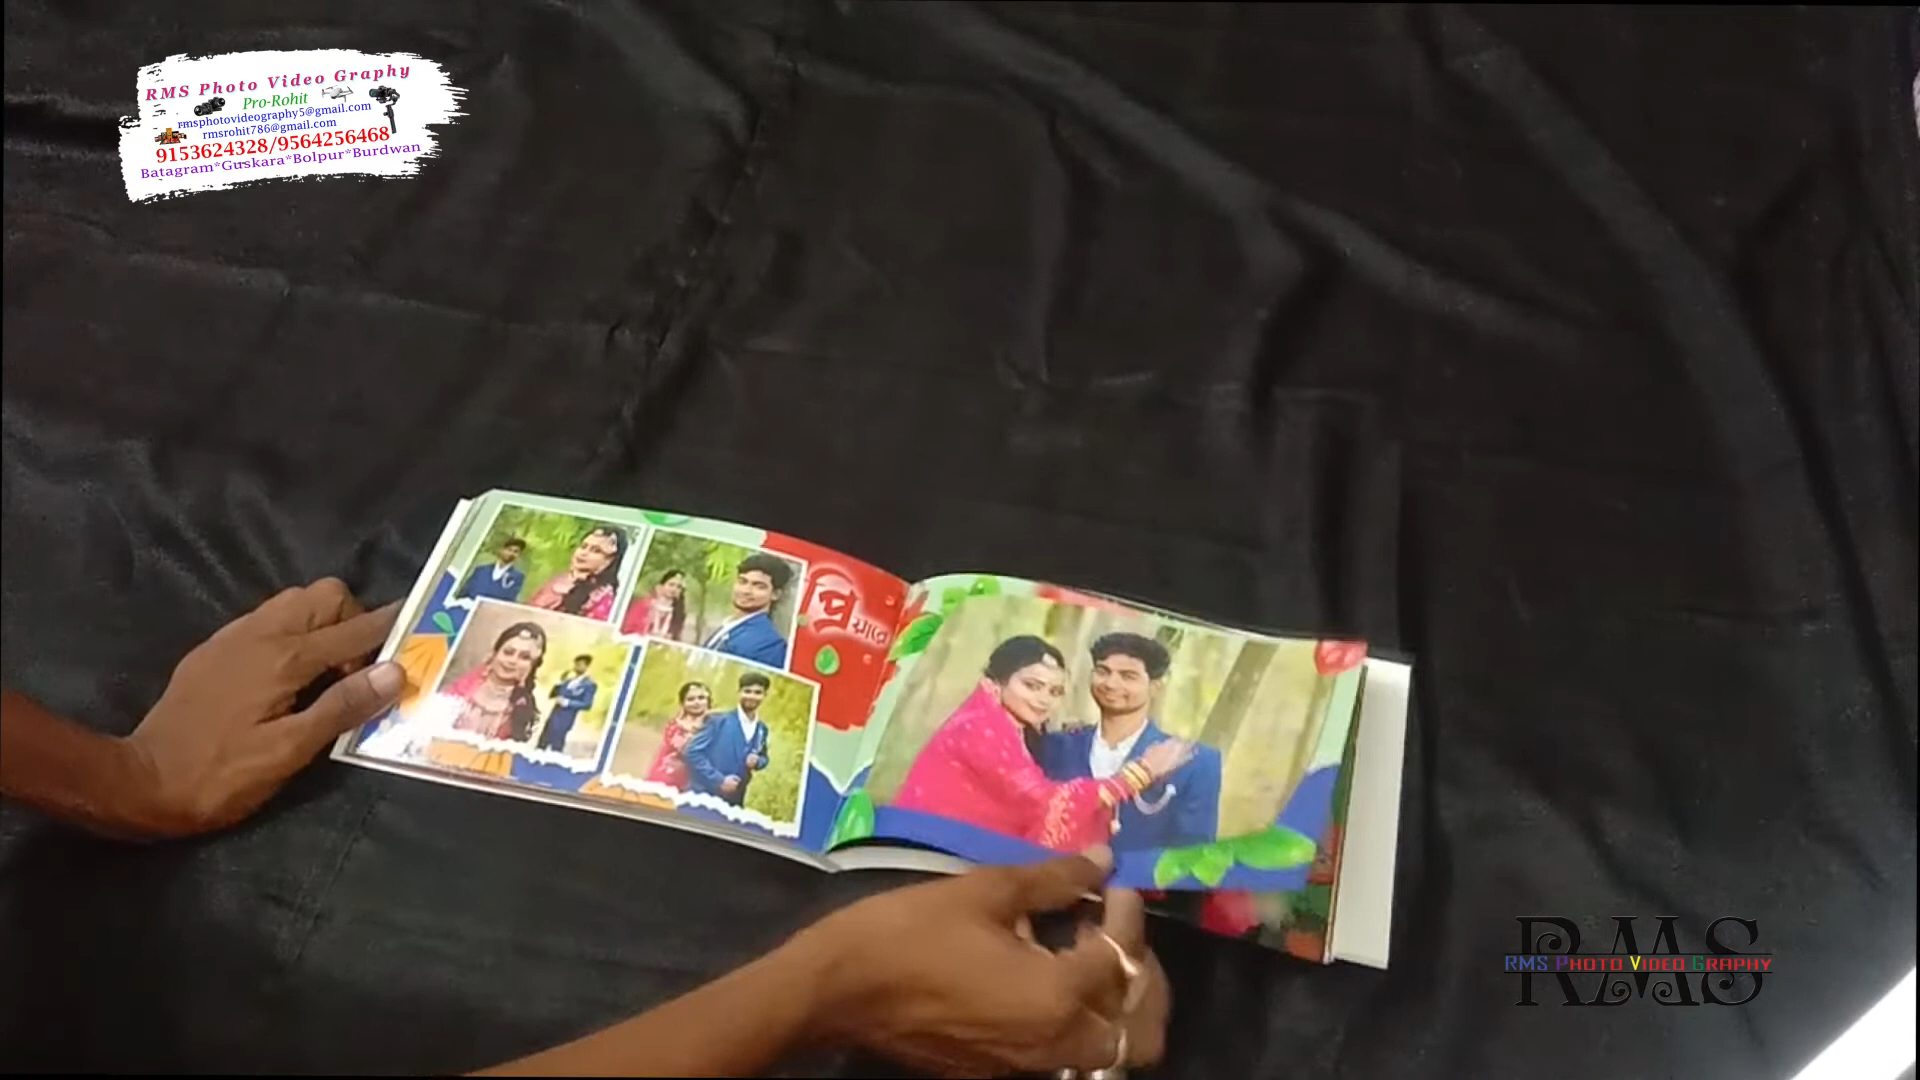 RMS Photo Video Graphy
Pro-Rohit
rmsphotovideography5@gmail.com
rmsrohit786@gmail.com
9153624328/9564256468
Batagram*Guskara*Bolpur*Burdwan
প্রি
য়ারে
RMS
RMS Photo Video Graphy